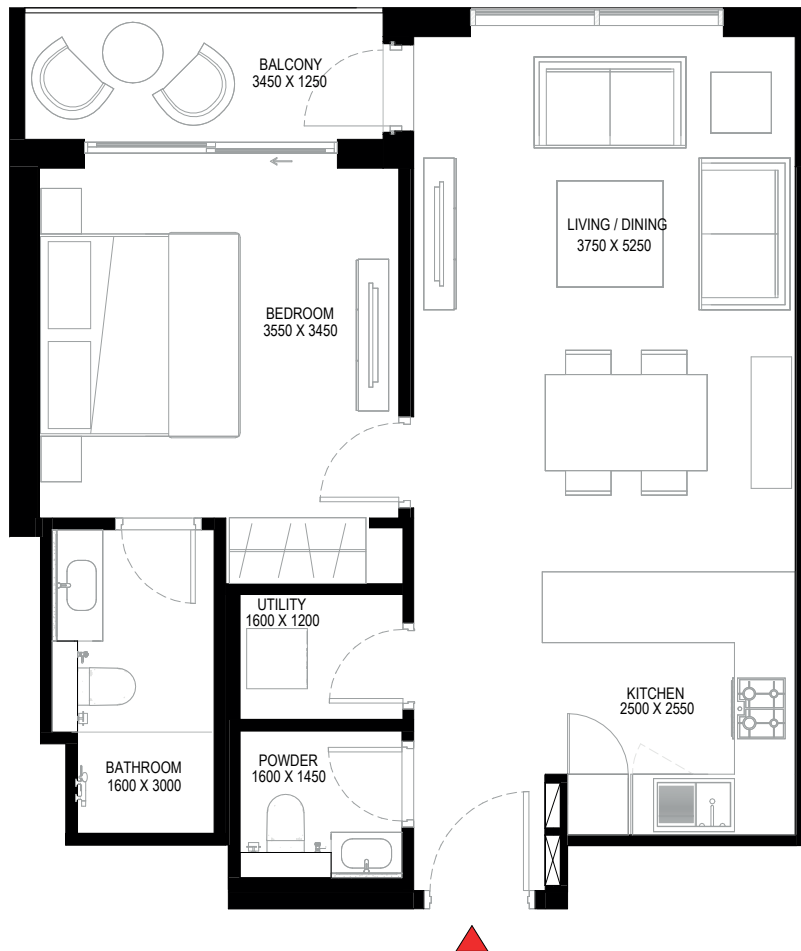 BALCONY
3450 X 1250
LIVING / DINING
3750 X 5250
BEDROOM
3550 X 3450
UTILITY
1600 X 1200
KITCHEN
2500 X 2550
POWDER
1600 X 1450
BATHROOM
1600 X 3000